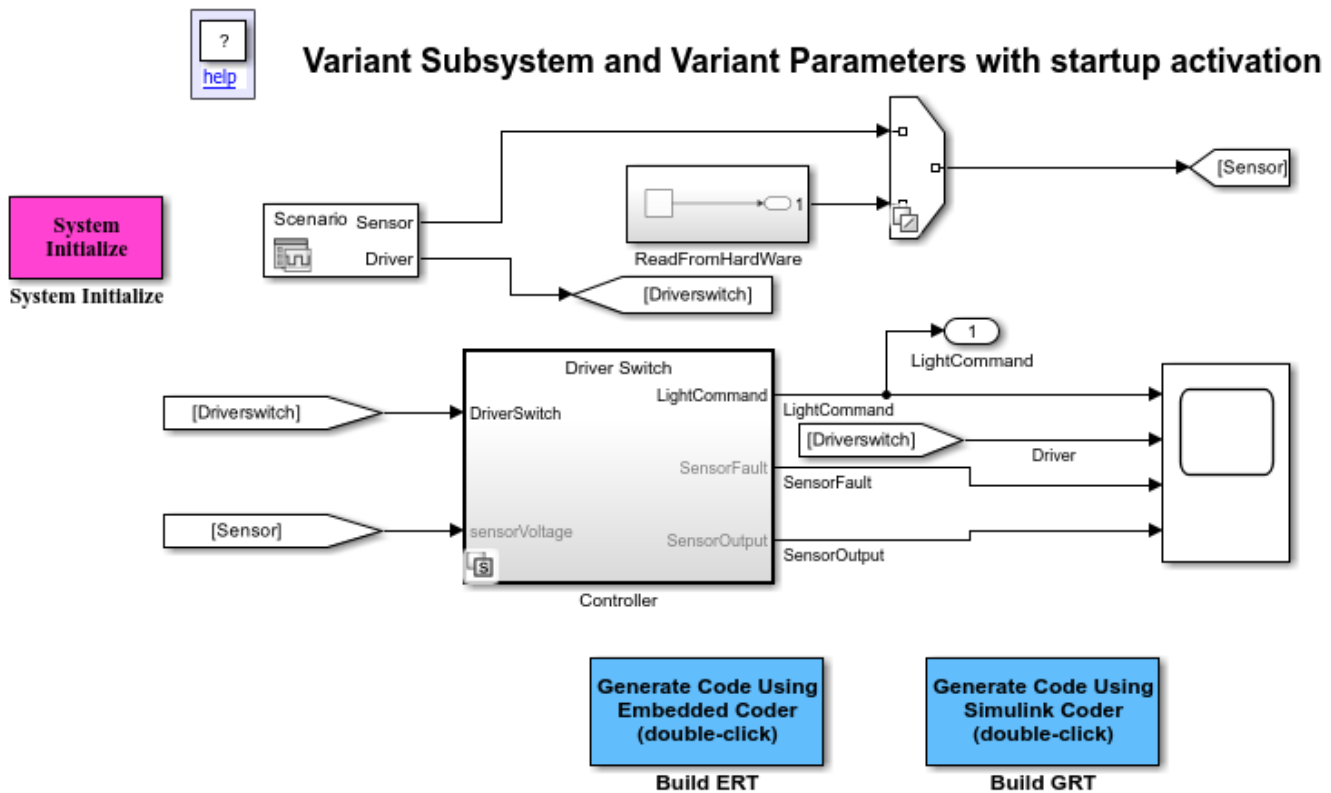 ?
help
Variant Subsystem and Variant Parameters with startup activation
System
Initialize
System Initialize
Scenario
Sensor
Driver
1
ReadFromHardWare
[Sensor]
[Driverswitch]
1
LightCommand
[Driverswitch]
[Sensor]
Driver Switch
DriverSwitch
sensorVoltage
LightCommand
SensorFault
SensorOutput
S
Controller
LightCommand
[Driverswitch]
Driver
SensorFault
SensorOutput
Generate Code Using
Embedded Coder
(double-click)
Build ERT
Generate Code Using
Simulink Coder
(double-click)
Build GRT